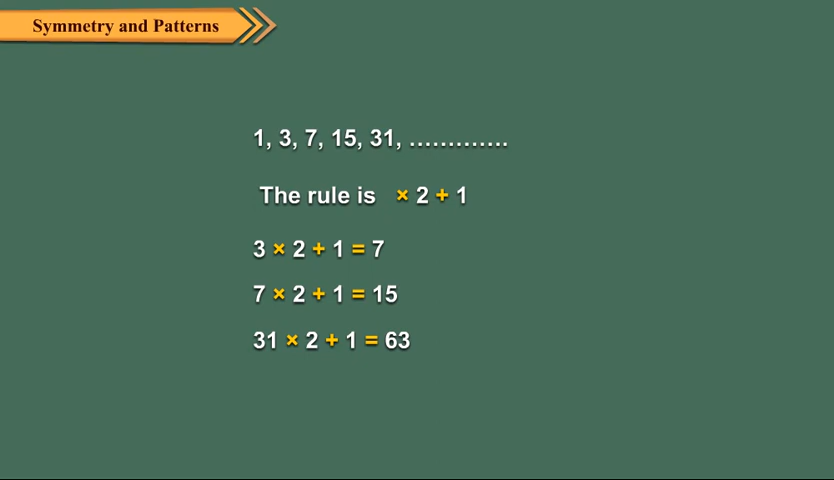 Symmetry and Patterns
1, 3, 7, 15, 31, .............
The rule is × 2 + 1
3 × 2 + 1 = 7
7 × 2 + 1 = 15
31 × 2 + 1 = 63